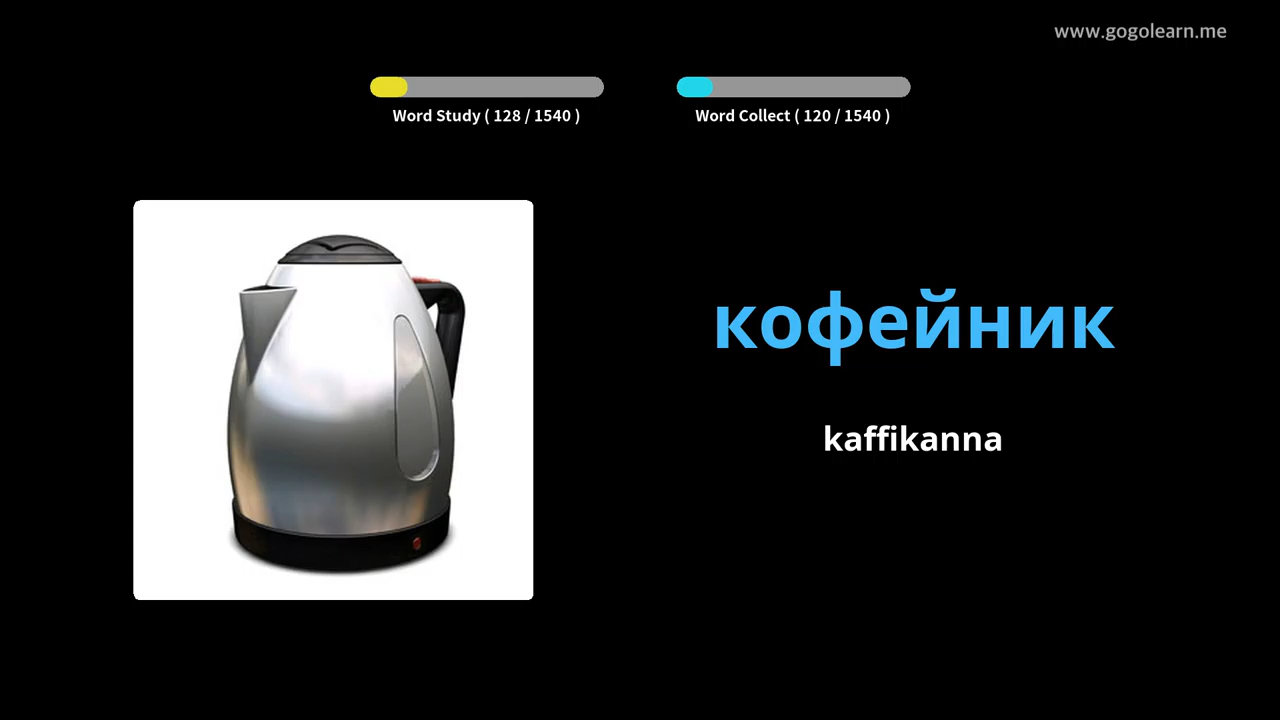 www.gogolearn.me
Word Study ( 128 / 1540 )
Word Collect ( 120 / 1540 )
кофейник
kaffikanna